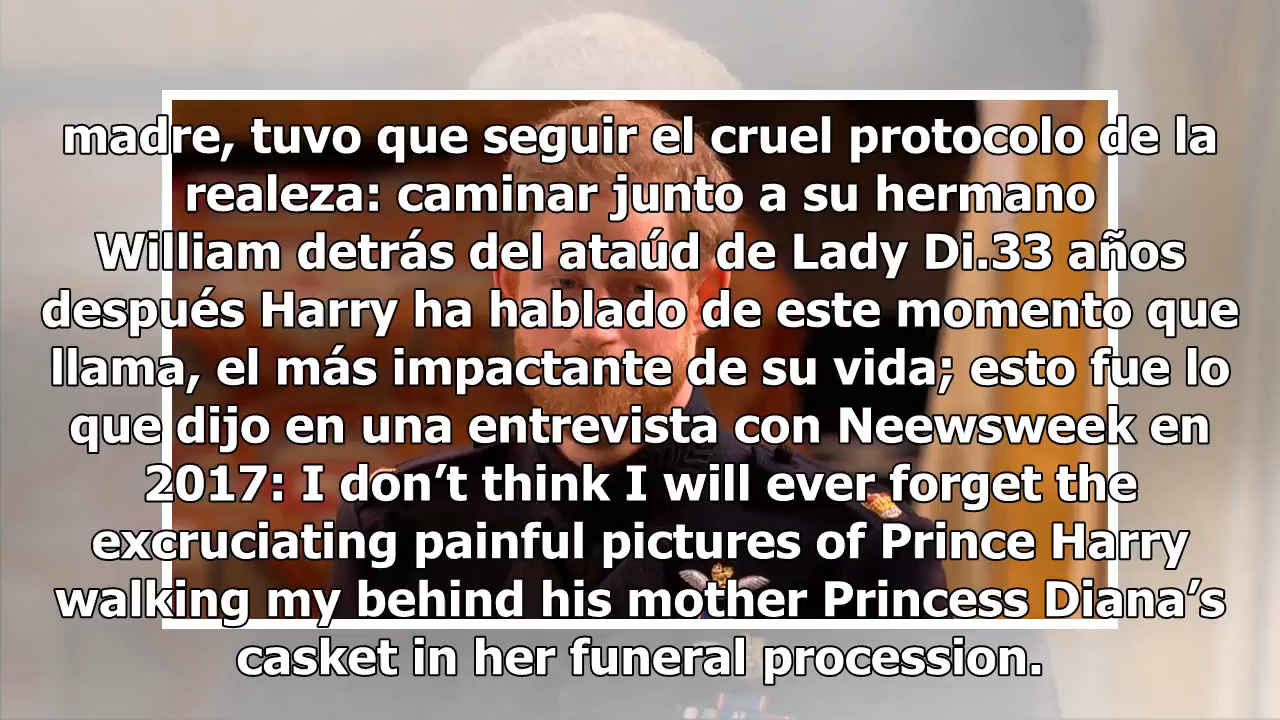 madre, tuvo que seguir el cruel protocolo de la
realeza: caminar junto a su hermano
William detrás del ataúd de Lady Di.33 años
después Harry ha hablado de este momento que
llama, el más impactante de su vida; esto fue lo
que dijo en una entrevista con Neewsweek en
2017: I don’t think I will ever forget the
excruciating painful pictures of Prince Harry
walking my behind his mother Princess Diana’s
casket in her funeral procession.